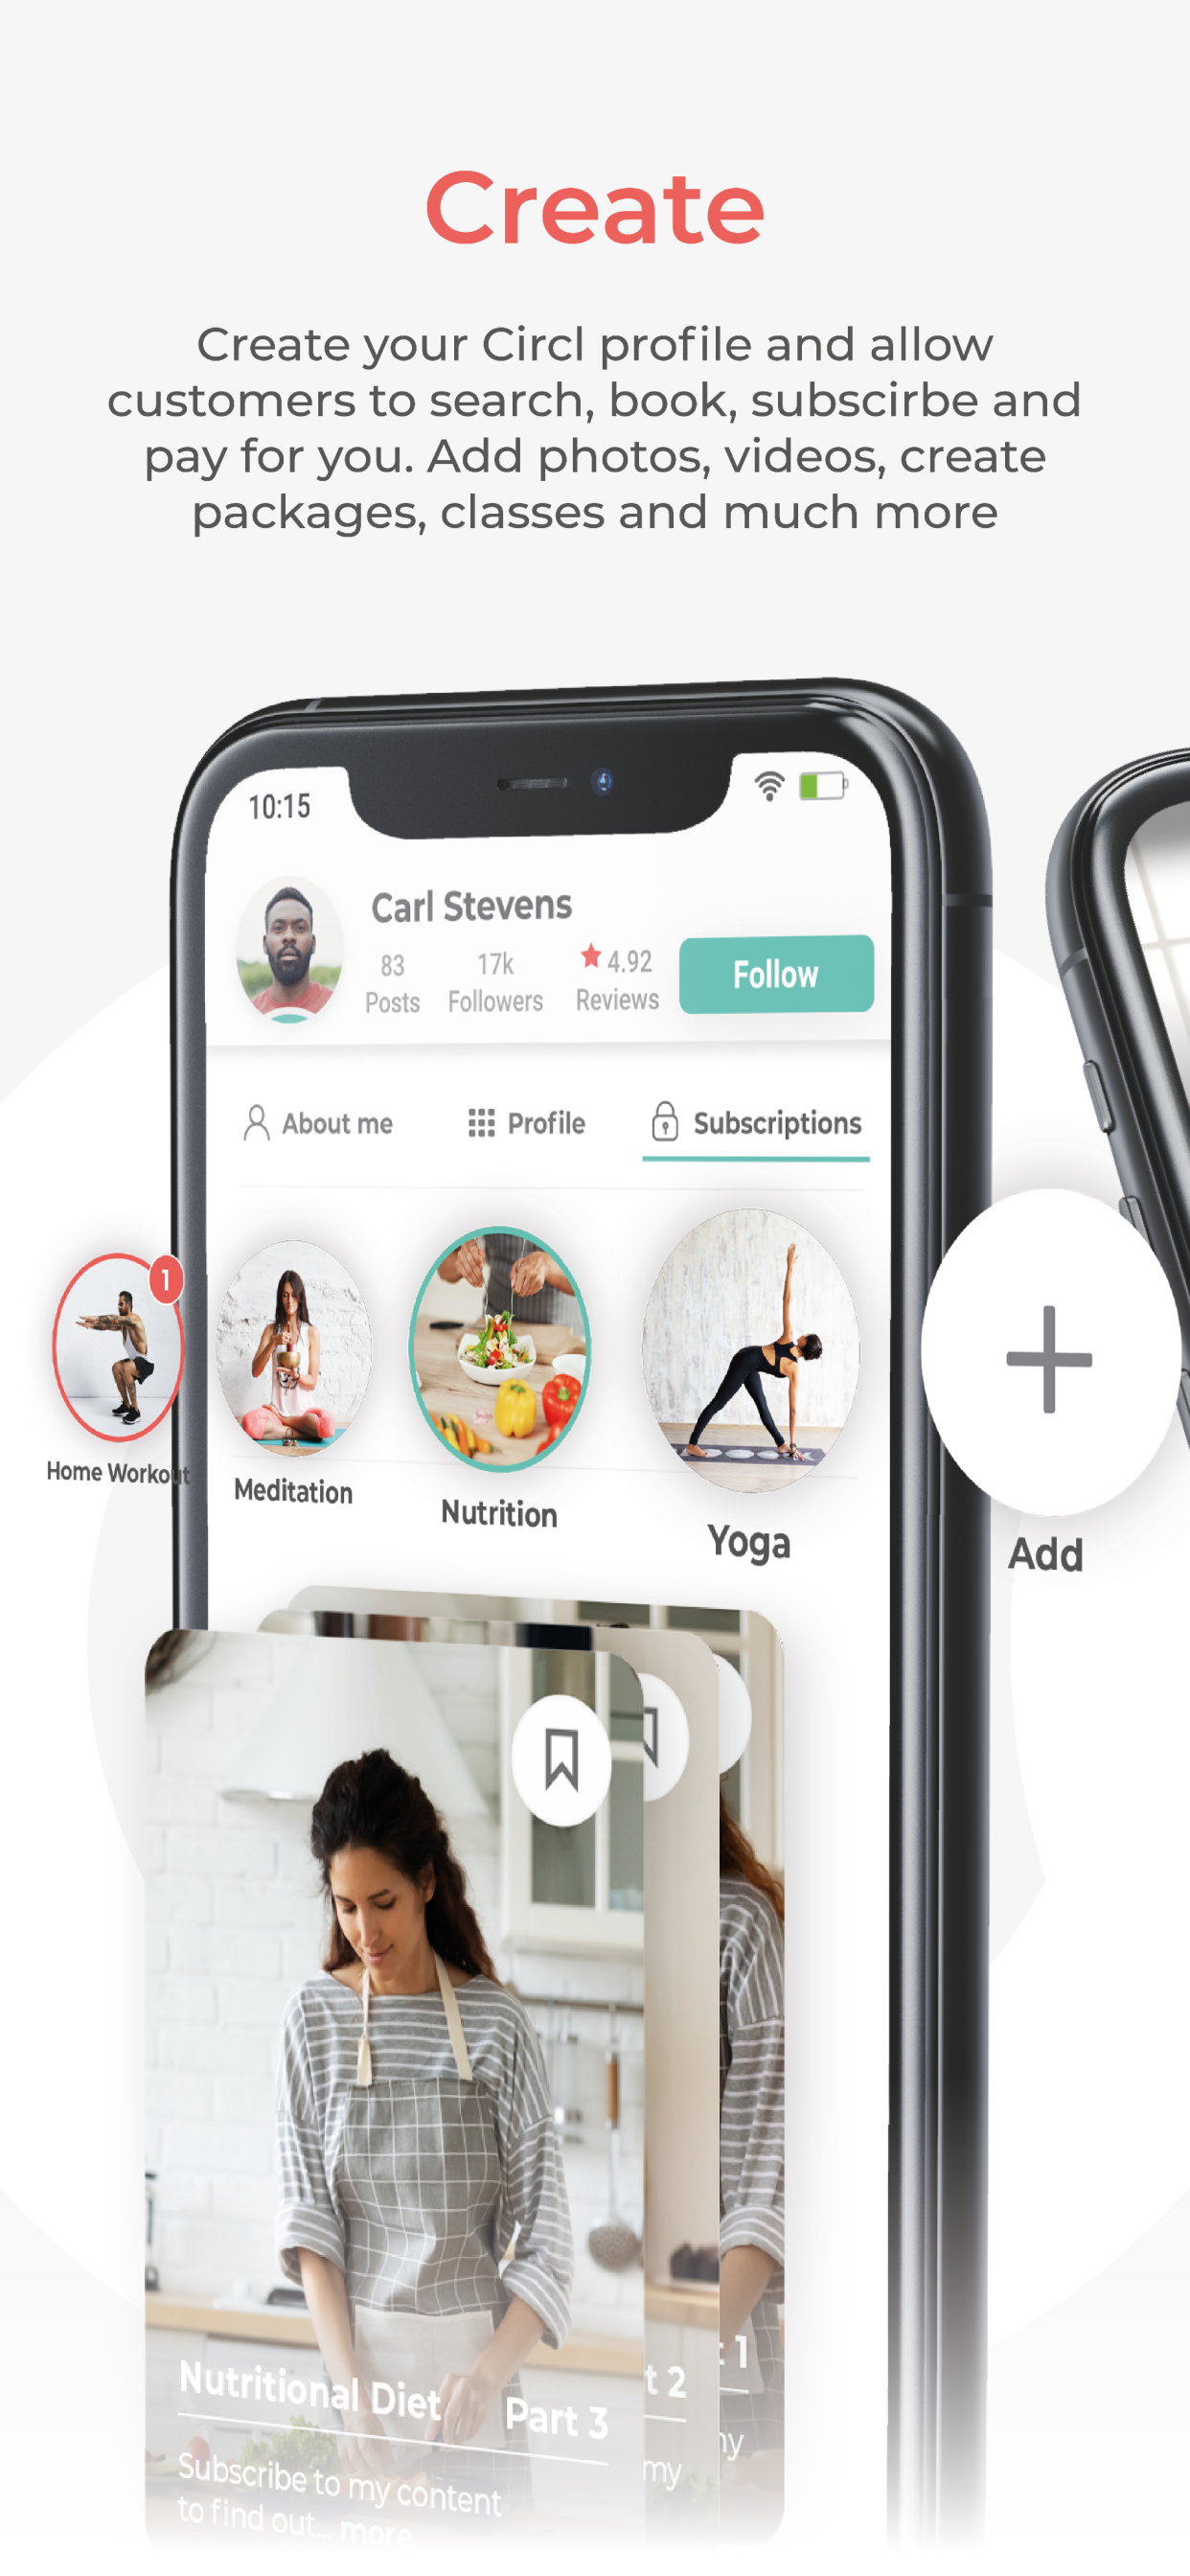 Create
Create your Circl profile and allow
customers to search, book, subscirbe and
pay for you. Add photos, videos, create
packages, classes and much more
10:15
Carl Stevens
83
17k
4.92
Posts
Followers
Reviews
Follow
About me
Profile
Subscriptions
1
Home Workout
Meditation
Nutrition
Yoga
Add
Nutritional Diet
Part 3
t 2
1
Subscribe to my content
my
to find out... more